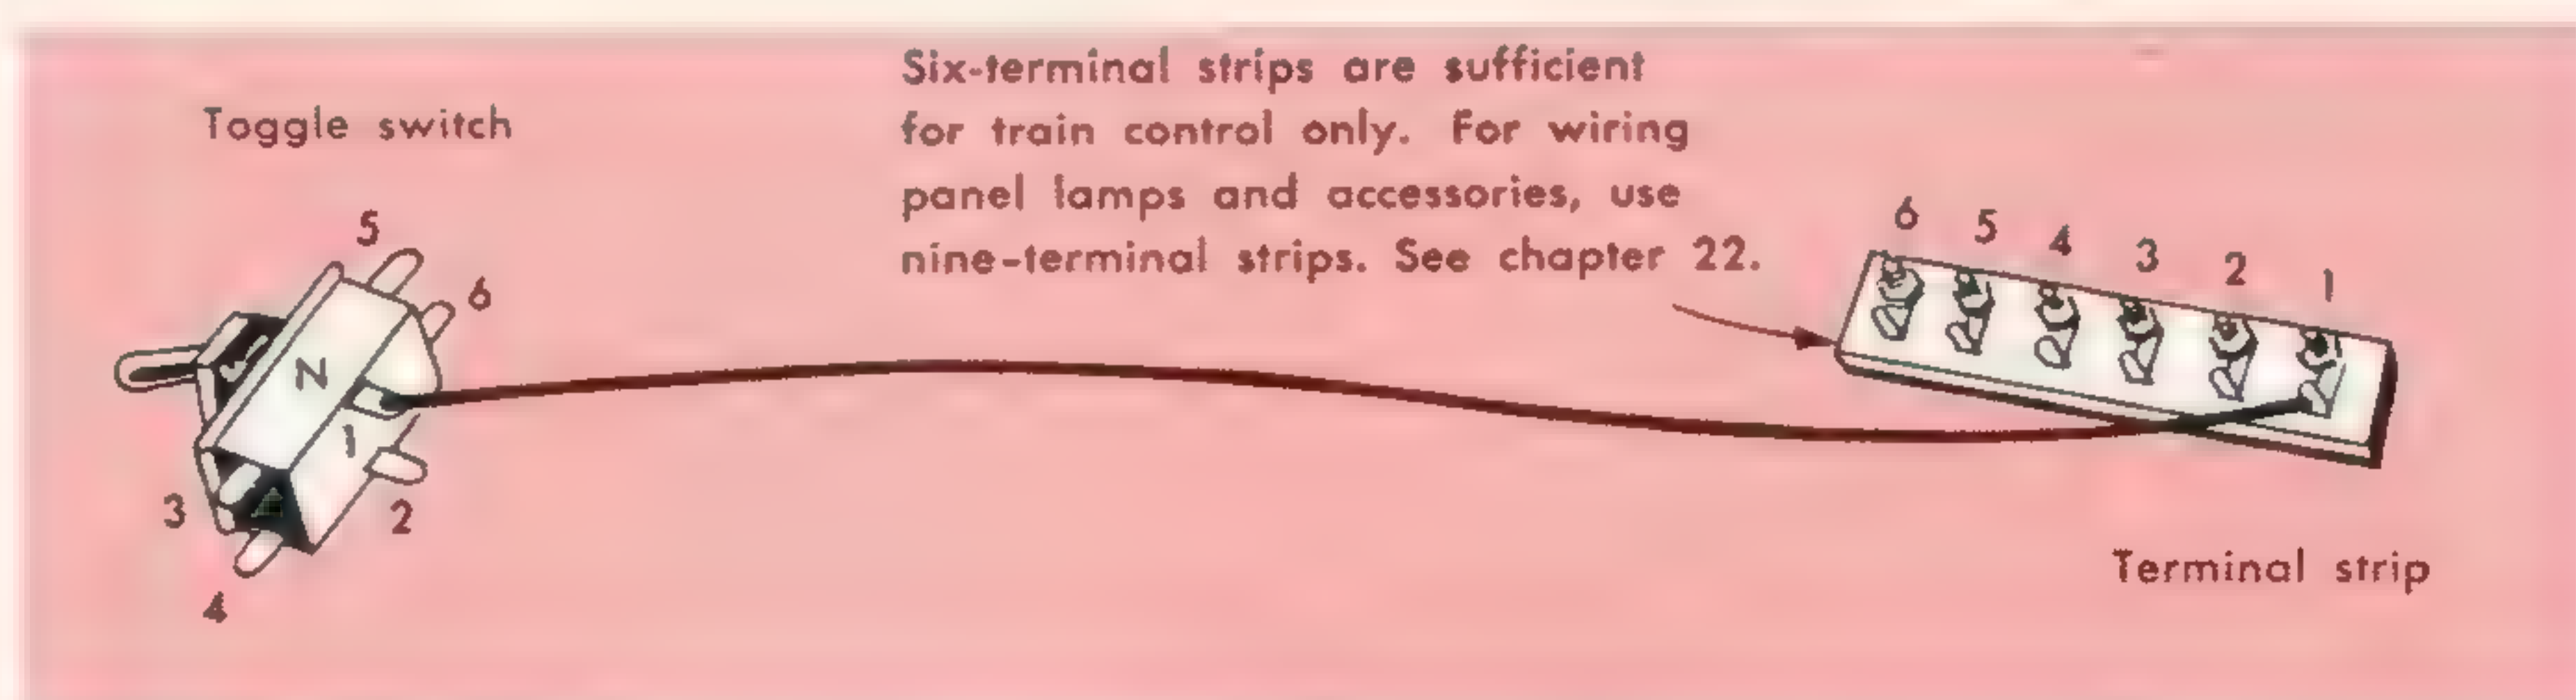 Six-terminal strips are sufficient
for train control only. For wiring
panel lamps and accessories, use
nine-terminal strips. See chapter 22.
Toggle switch
5
6
N
1
3
2
4
6 5 4 3 2 1
Terminal strip